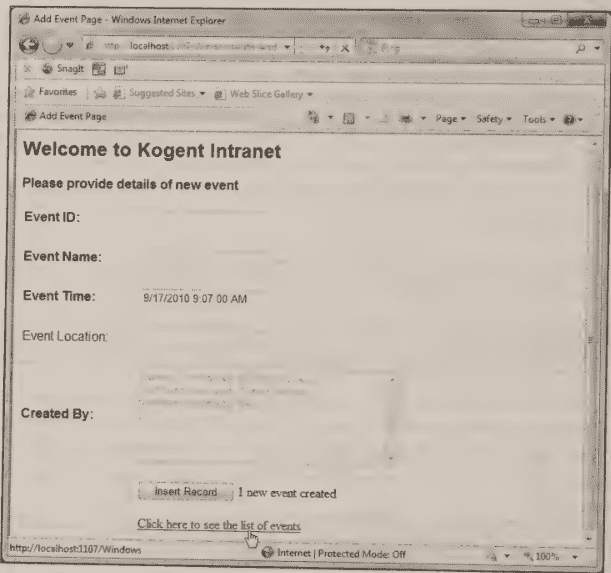 Add Event Page - Windows Internet Explorer
localhost
Snagit
Favorites Suggested Sites Web Slice Gallery
Add Event Page Page Safety Tools
Welcome to Kogent Intranet
Please provide details of new event
Event ID:
Event Name:
Event Time: 9/17/2010 9:07 00 AM
Event Location:
Created By:
Insert Record 1 new event created
Click here to see the list of events
http://localhost:1107/Windows Internet | Protected Mode: Off 100%